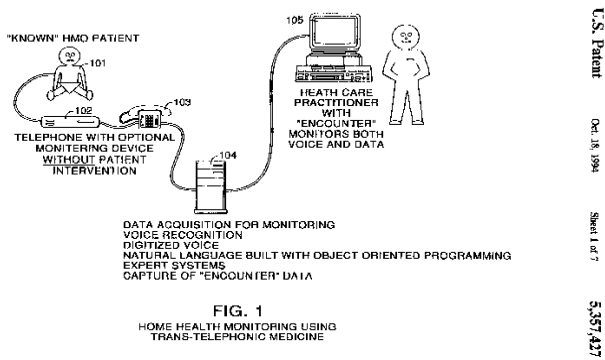 U.S. Patent
Oct. 18, 1994
Sheet 1 of 7
5,357,427
"KNOWN" HMO PATIENT
101
102
103
TELEPHONE WITH OPTIONAL
MONITERING DEVICE
WITHOUT PATIENT
INTERVENTION
104
105
HEATH CARE
PRACTITIONER
WITH
"ENCOUNTER"
MONITORS BOTH
VOICE AND DATA
DATA ACQUISITION FOR MONITORING
VOICE RECOGNITION
DIGITIZED VOICE
NATURAL LANGUAGE BUILT WITH OBJECT ORIENTED PROGRAMMING
EXPERT SYSTEMS
CAPTURE OF "ENCOUNTER" DATA
FIG. 1
HOME HEALTH MONITORING USING
TRANS-TELEPHONIC MEDICINE